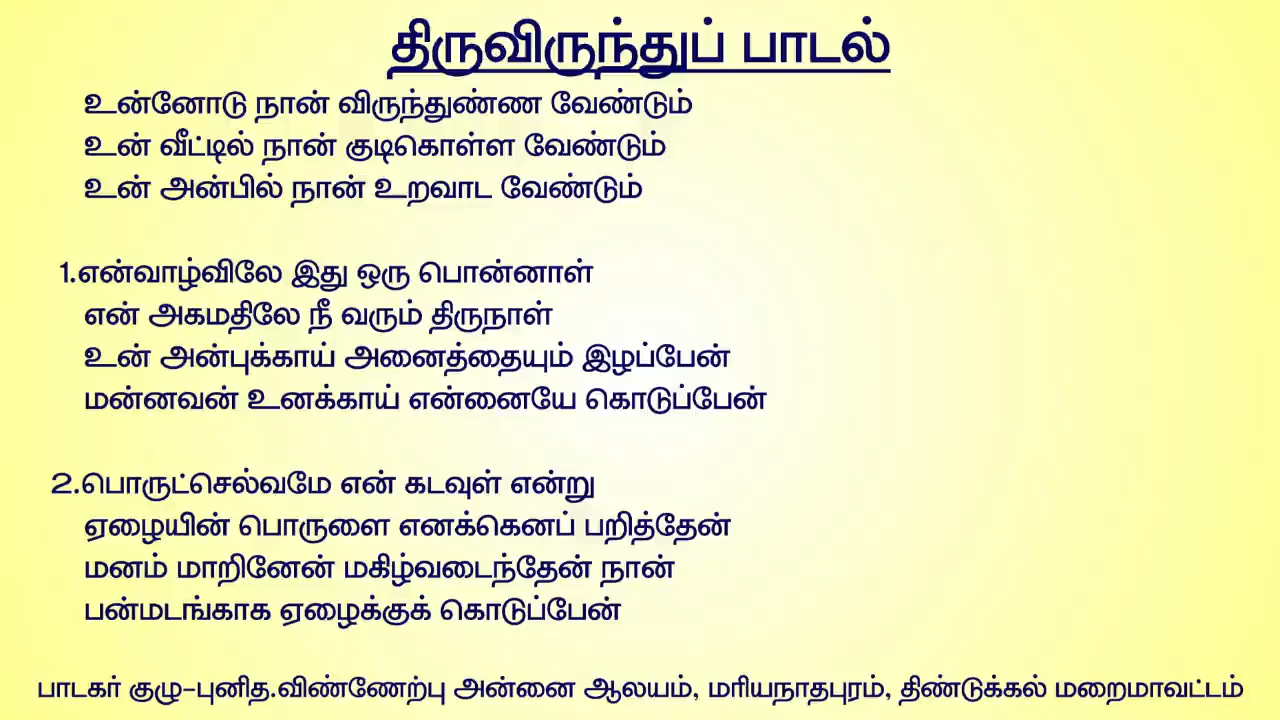 திருவிருந்துப் பாடல்
உன்னோடு நான் விருந்துண்ண வேண்டும்
உன் வீட்டில் நான் குடிகொள்ள வேண்டும்
உன் அன்பில் நான் உறவாட வேண்டும்
1.என்வாழ்விலே இது ஒரு பொன்னாள்
என் அகமதிலே நீ வரும் திருநாள்
உன் அன்புக்காய் அனைத்தையும் இழப்பேன்
மன்னவன் உனக்காய் என்னையே கொடுப்பேன்
2.பொருட்செல்வமே என் கடவுள் என்று
ஏழையின் பொருளை எனக்கெனப் பறித்தேன்
மனம் மாறினேன் மகிழ்வடைந்தேன் நான்
பன்மடங்காக ஏழைக்குக் கொடுப்பேன்
பாடகர் குழு-புனித.விண்ணேற்பு அன்னை ஆலயம், மரியநாதபுரம், திண்டுக்கல் மறைமாவட்டம்